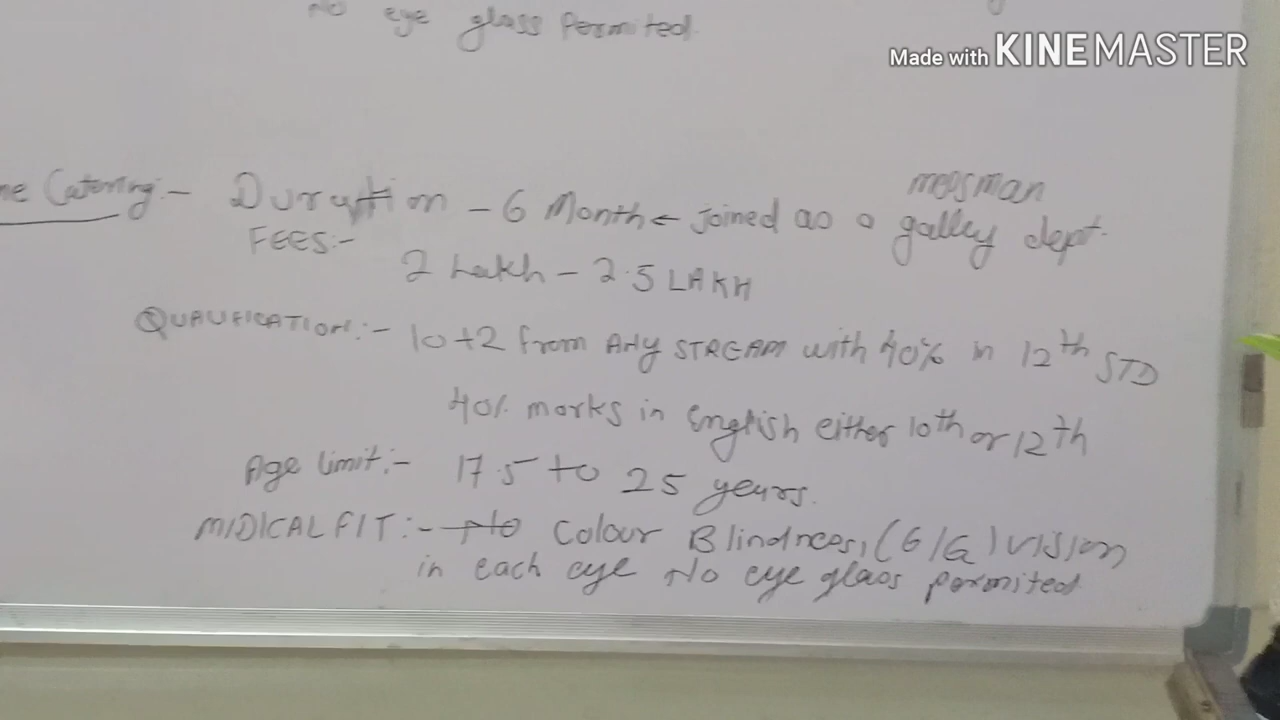 No eye glass Permited.
Made with KINEMASTER
messman
ne Catering:- Duration - 6 Month ← Joined as a galley dept.
FEES:-
2 Lakh - 2.5 LAKH
QUALIFICATION:- 10+2 from ANY STREAM with 40% in 12th STD
40% marks in English either 10th or 12th
Age limit:- 17.5 to 25 years.
MIDICAL FIT:- No Colour Blindness, (6/6) vision
in each eye No eye glass permited.